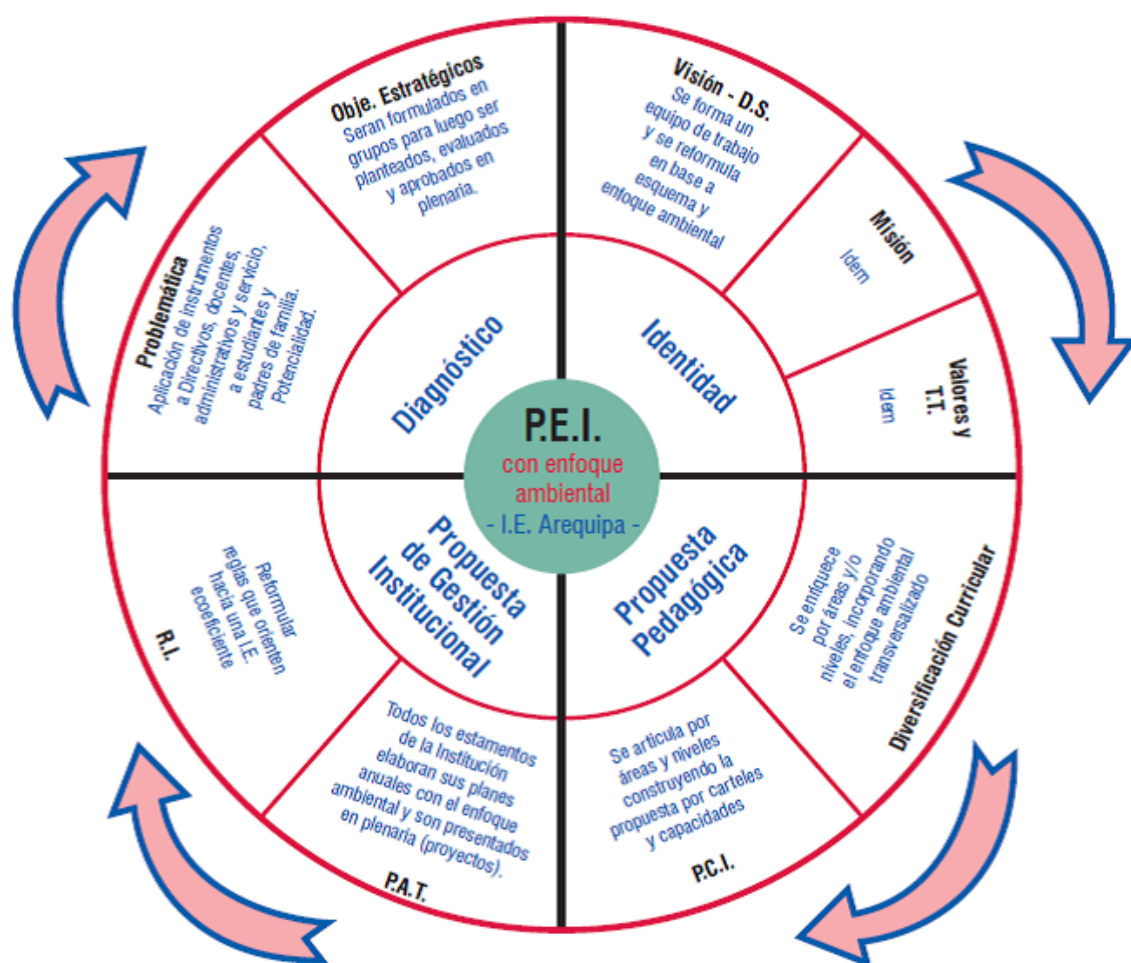 P.E.I.
con enfoque
ambiental
- I.E. Arequipa -
Diagnóstico
Problemática
Aplicación de instrumentos
a Directivos, docentes,
administrativos y servicio,
a estudiantes y
padres de familia.
Potencialidad.
Obje. Estratégicos
Seran formulados en
grupos para luego ser
planteados, evaluados
y aprobados en
plenaria.
Identidad
Visión - D.S.
Se forma un
equipo de trabajo
y se reformula
en base a
esquema y
enfoque ambiental
Misión
Idem
Valores y
T.T.
Idem
Propuesta
Pedagógica
Se enriquece
por áreas y/o
niveles, incorporando
el enfoque ambiental
transversalizado
Diversificación Curricular
Se articula por
áreas y niveles
construyendo la
propuesta por carteles
y capacidades
P.C.I.
Propuesta
de Gestión
Institucional
Todos los estamentos
de la Institución
elaboran sus planes
anuales con el enfoque
ambiental y son presentados
en plenaria (proyectos).
P.A.T.
Reformular
reglas que orienten
hacia una I.E.
ecoeficiente
R.I.